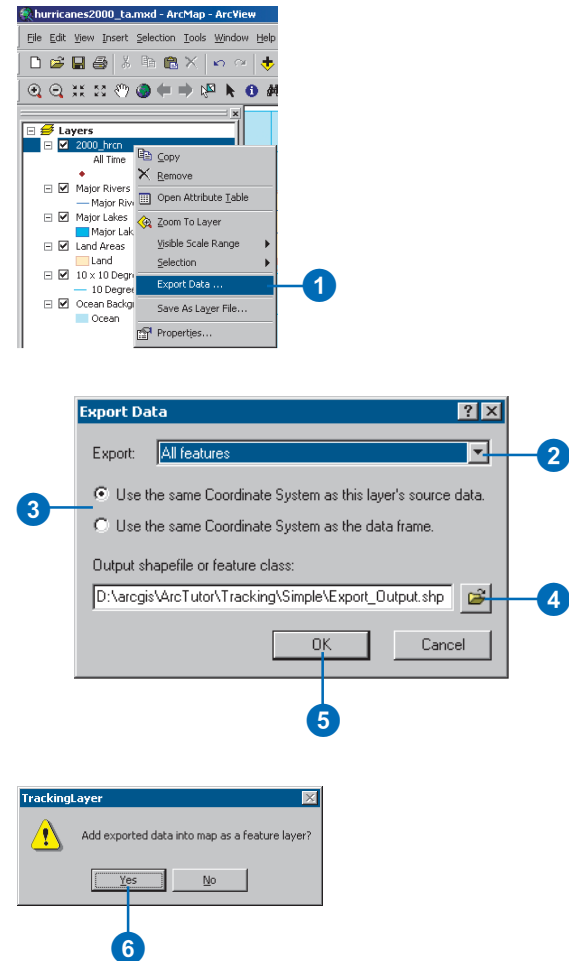 hurricanes2000_ta.mxd - ArcMap - ArcView
File Edit View Insert Selection Tools Window Help
Layers
2000_hrcn
All Time
Major Rivers
Major Riv
Major Lakes
Major Lak
Land Areas
Land
10 x 10 Degr
10 Degree
Ocean Backg
Ocean
Copy
Remove
Open Attribute Table
Zoom To Layer
Visible Scale Range
Selection
Export Data ...
Save As Layer File...
Properties...
1
Export Data
Export: All features
2
3
Use the same Coordinate System as this layer's source data.
Use the same Coordinate System as the data frame.
Output shapefile or feature class:
D:\arcgis\ArcTutor\Tracking\Simple\Export_Output.shp
4
OK Cancel
5
TrackingLayer
Add exported data into map as a feature layer?
Yes No
6